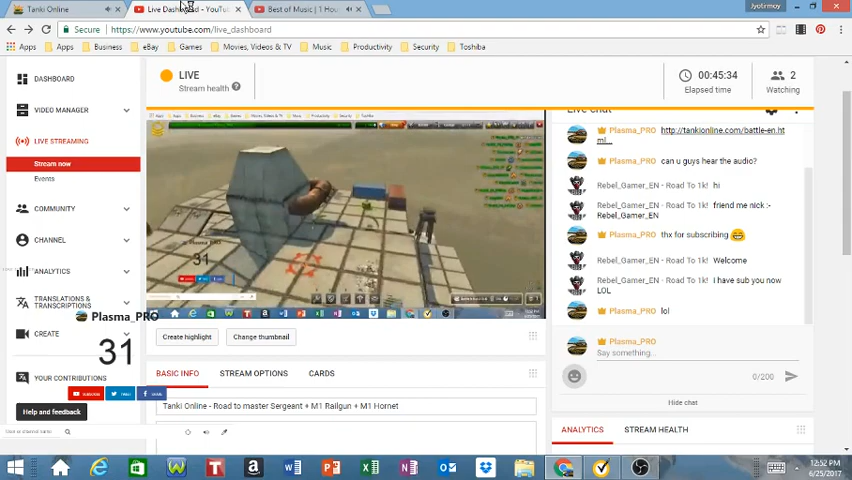 Tanki Online
Live Dashboard - YouTu
Best of Music | 1 Hou
Jyotirmoy
Secure
https://www.youtube.com/live_dashboard
Apps
Business
eBay
Games
Movies, Videos & TV
Music
Productivity
Security
Toshiba
DASHBOARD
VIDEO MANAGER
LIVE STREAMING
Stream now
Events
COMMUNITY
CHANNEL
ANALYTICS
TRANSLATIONS &
TRANSCRIPTIONS
Plasma_PRO
CREATE
31
YOUR CONTRIBUTIONS
Help and feedback
LIVE
Stream health
00:45:34
Elapsed time
2
Watching
Plasma_PRO
31
Create highlight
Change thumbnail
BASIC INFO
STREAM OPTIONS
CARDS
Tanki Online - Road to master Sergeant + M1 Railgun + M1 Hornet
Live chat
Plasma_PRO http://tankionline.com/battle-en.ht
ml...
Plasma_PRO can u guys hear the audio?
Rebel_Gamer_EN - Road To 1k! hi
Rebel_Gamer_EN - Road To 1k! friend me nick :-
Rebel_Gamer_EN
Plasma_PRO thx for subscribing
Rebel_Gamer_EN - Road To 1k! Welcome
Rebel_Gamer_EN - Road To 1k! I have sub you now
LOL
Plasma_PRO lol
Plasma_PRO
Say something...
0/200
Hide chat
ANALYTICS
STREAM HEALTH
12:52 PM
6/25/2017